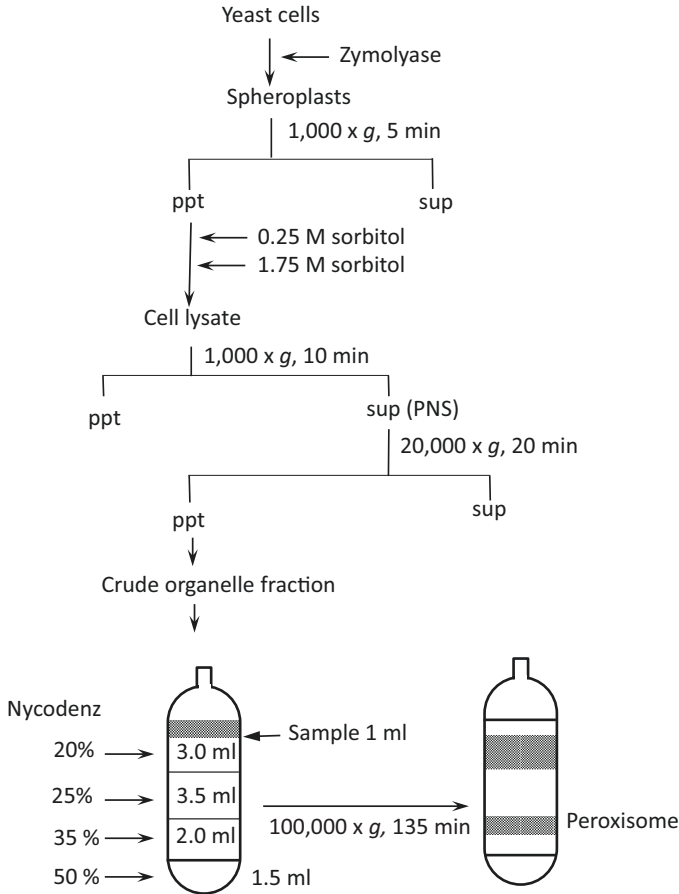 Yeast cells
Zymolyase
Spheroplasts
1,000 x g, 5 min
ppt
sup
0.25 M sorbitol
1.75 M sorbitol
Cell lysate
1,000 x g, 10 min
ppt
sup (PNS)
20,000 x g, 20 min
ppt
sup
Crude organelle fraction
Nycodenz
Sample 1 ml
20%
3.0 ml
25%
3.5 ml
100,000 x g, 135 min
Peroxisome
35 %
2.0 ml
50 %
1.5 ml